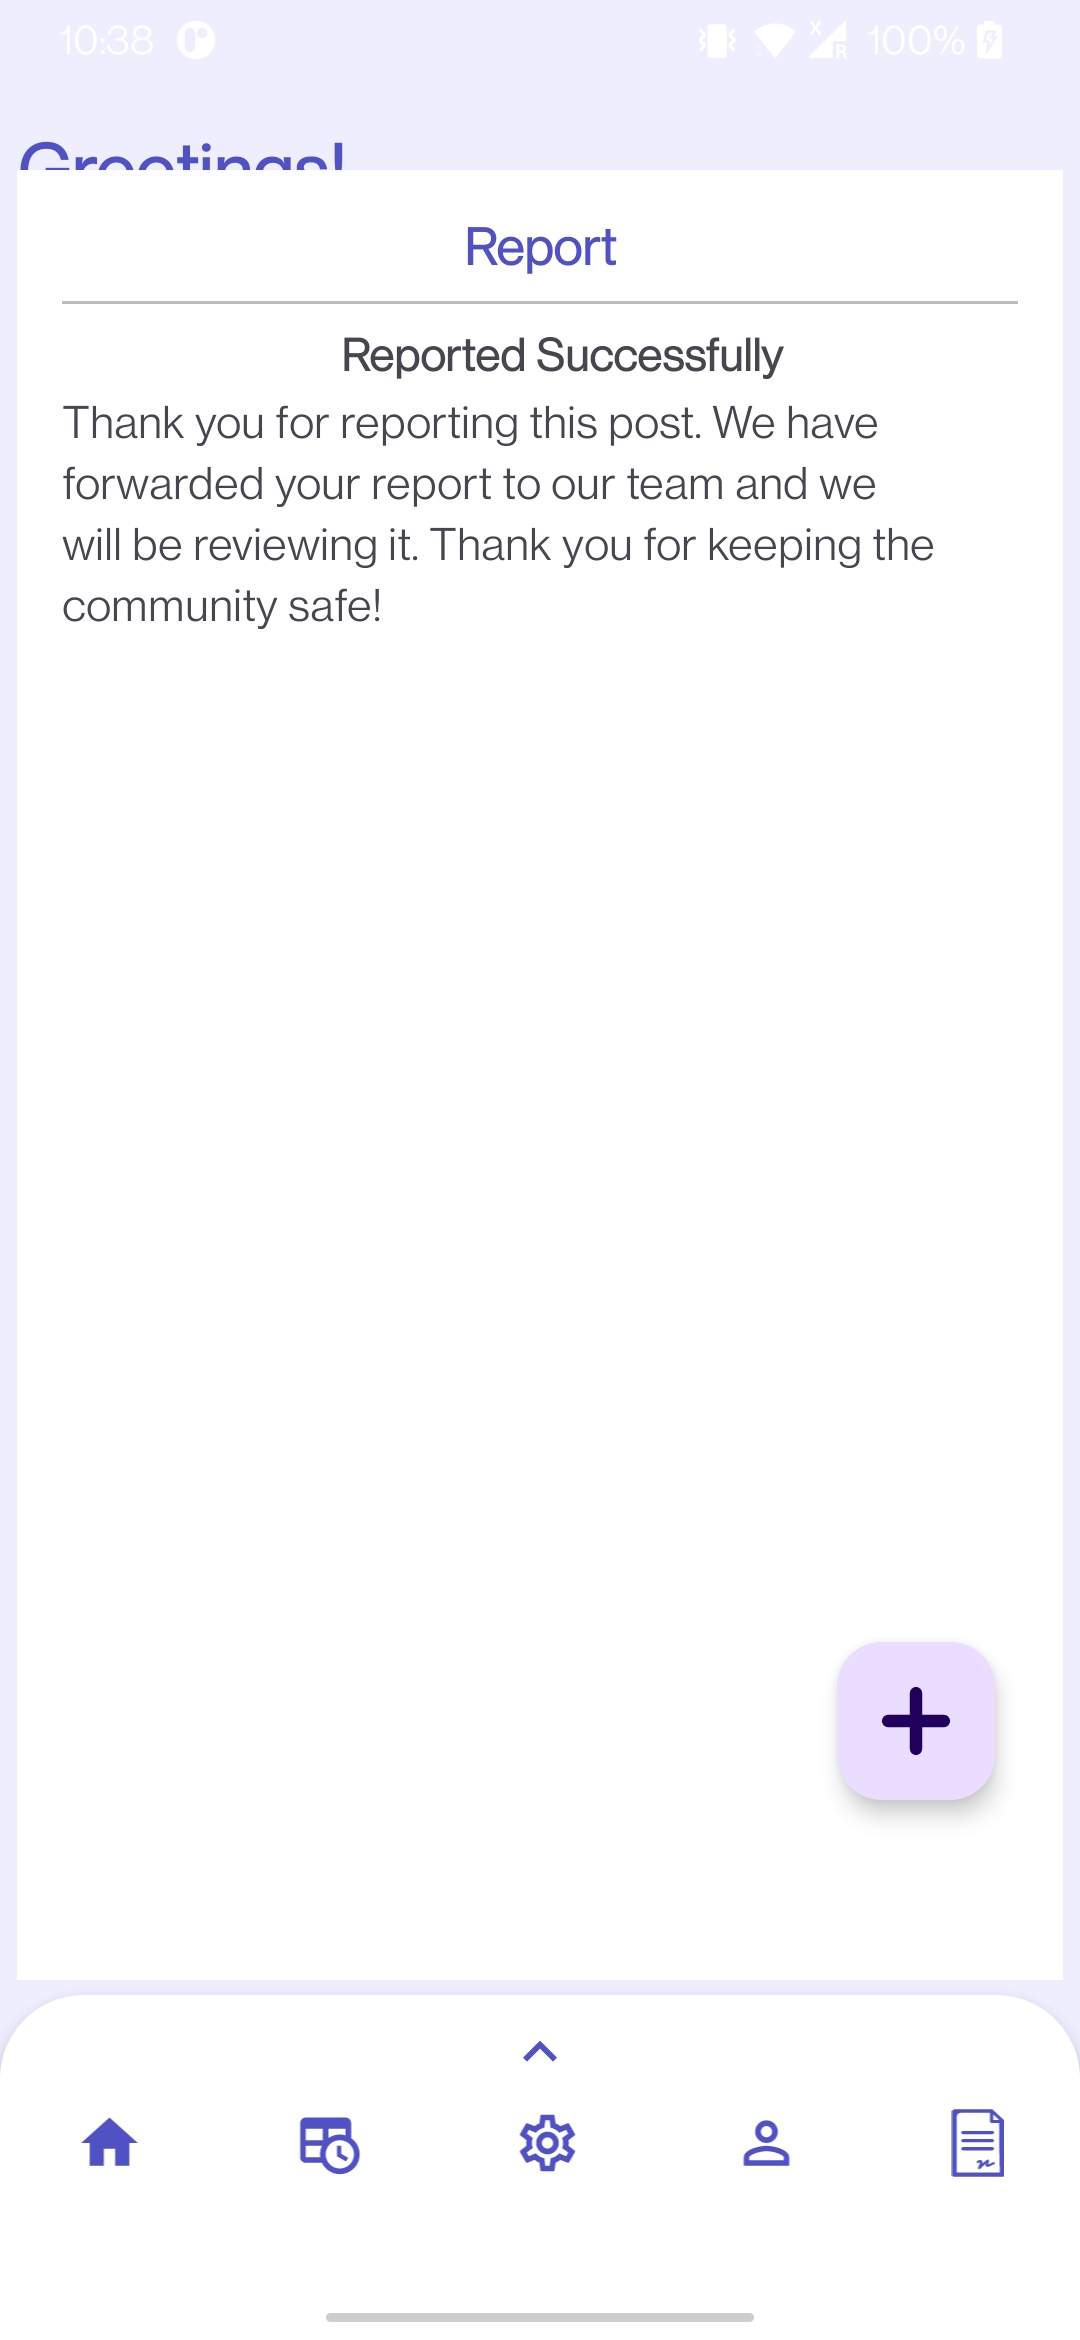 10:38
100%
Greetings!
Report
Reported Successfully
Thank you for reporting this post. We have
forwarded your report to our team and we
will be reviewing it. Thank you for keeping the
community safe!